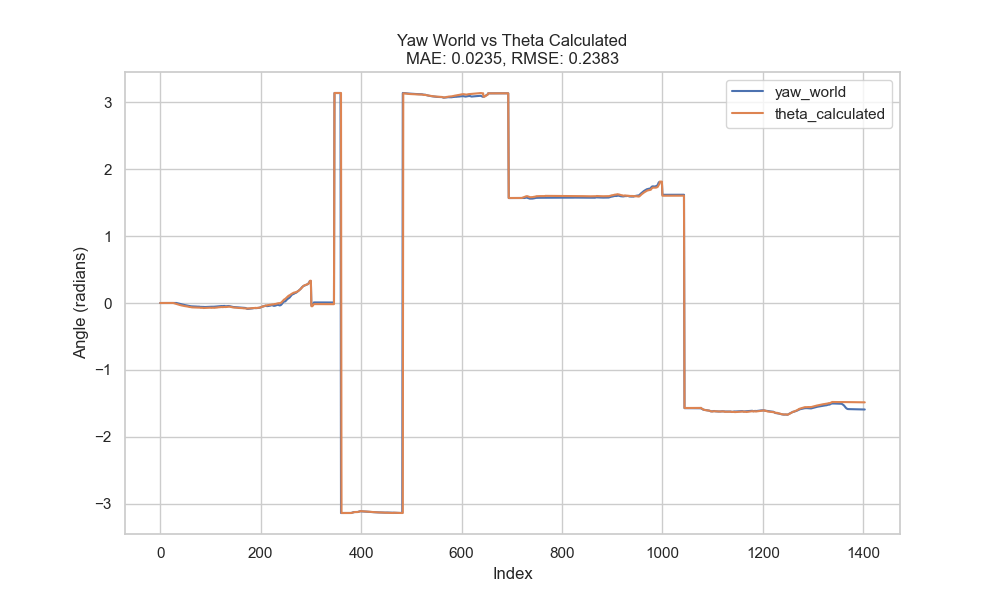 Yaw World vs Theta Calculated
MAE: 0.0235, RMSE: 0.2383
yaw_world
theta_calculated
Angle (radians)
3
2
1
0
−1
−2
−3
0 200 400 600 800 1000 1200 1400
Index